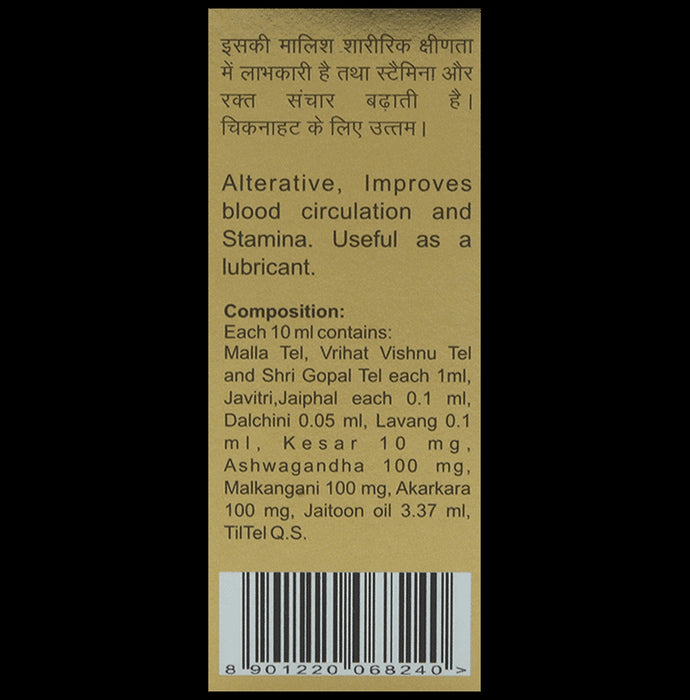 इसकी मालिश शारीरिक क्षीणता
में लाभकारी है तथा स्टैमिना और
रक्त संचार बढ़ाती है।
चिकनाहट के लिए उत्तम।
Alterative, Improves
blood circulation and
Stamina. Useful as a
lubricant.
Composition:
Each 10 ml contains:
Malla Tel, Vrihat Vishnu Tel
and Shri Gopal Tel each 1ml,
Javitri,Jaiphal each 0.1 ml,
Dalchini 0.05 ml, Lavang 0.1
ml, Kesar 10 mg,
Ashwagandha 100 mg,
Malkangani 100 mg, Akarkara
100 mg, Jaitoon oil 3.37 ml,
TilTel Q.S.
8 901220 068240 >